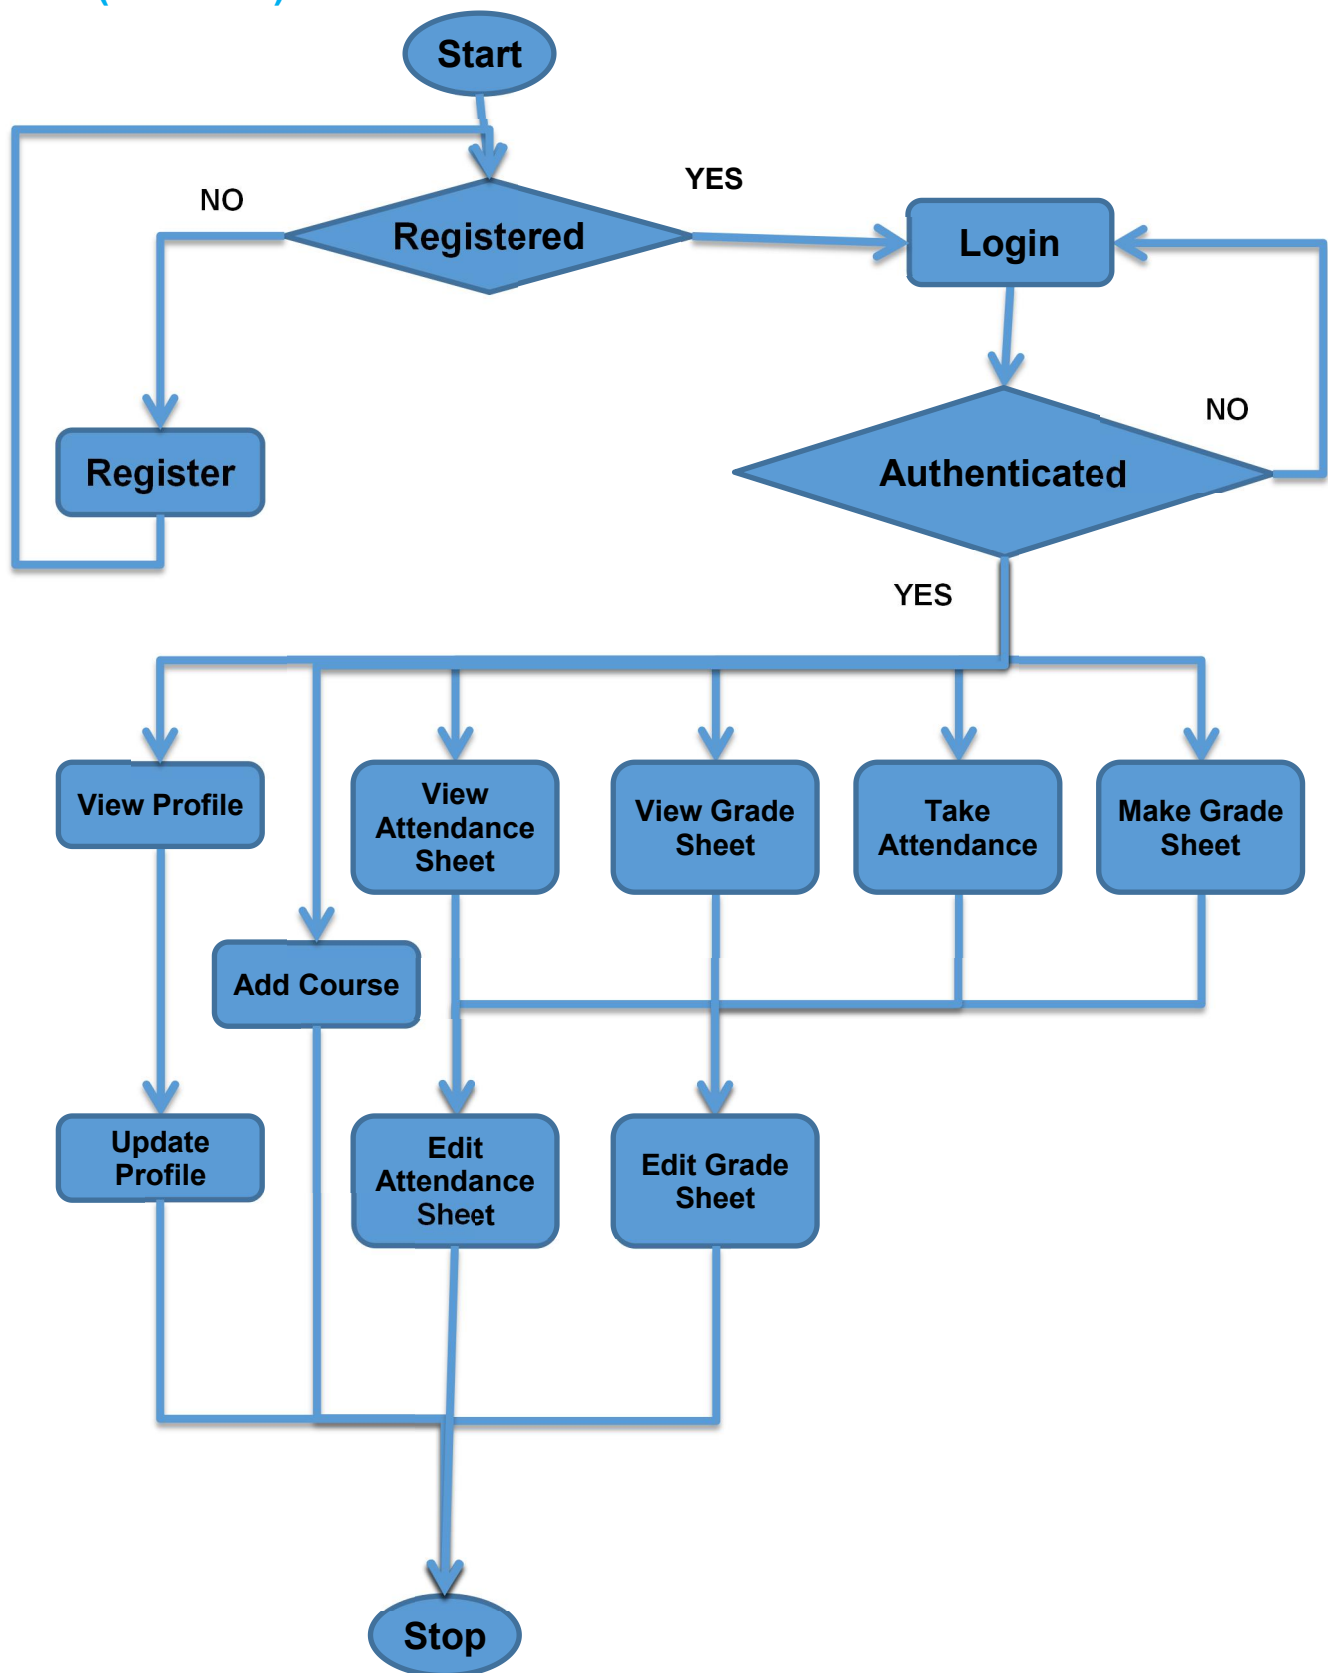 Start
NO
YES
Registered
Login
NO
Register
Authenticated
YES
View Profile
View
Attendance
Sheet
View Grade
Sheet
Take
Attendance
Make Grade
Sheet
Add Course
Update
Profile
Edit
Attendance
Sheet
Edit Grade
Sheet
Stop